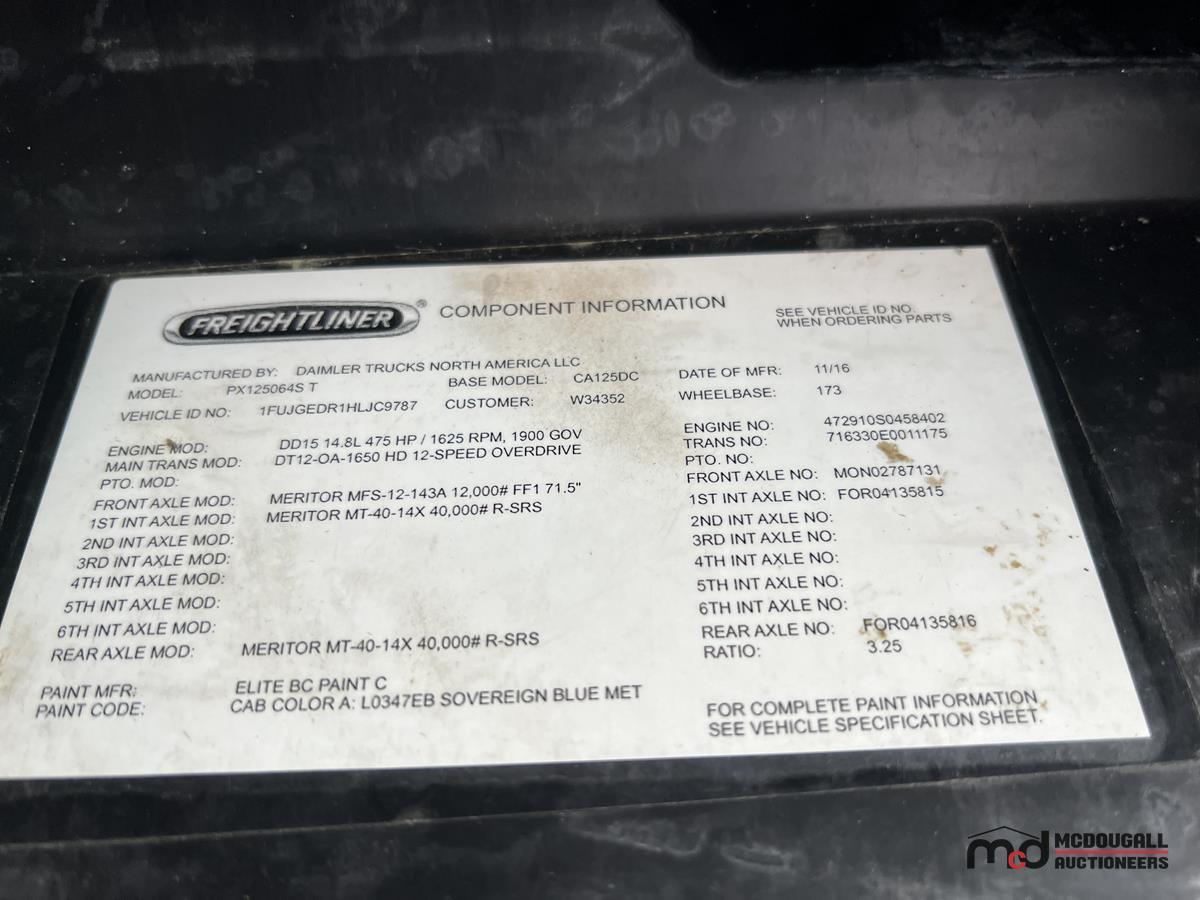 FREIGHTLINER® COMPONENT INFORMATION
SEE VEHICLE ID NO.
WHEN ORDERING PARTS
MANUFACTURED BY: DAIMLER TRUCKS NORTH AMERICA LLC
MODEL: PX125064S T BASE MODEL: CA125DC DATE OF MFR: 11/16
VEHICLE ID NO: 1FUJGEDR1HLJC9787 CUSTOMER: W34352 WHEELBASE: 173
ENGINE MOD: DD15 14.8L 475 HP / 1625 RPM, 1900 GOV ENGINE NO: 472910S0458402
MAIN TRANS MOD: DT12-OA-1650 HD 12-SPEED OVERDRIVE TRANS NO: 716330E0011175
PTO. MOD: PTO. NO:
FRONT AXLE MOD: MERITOR MFS-12-143A 12,000# FF1 71.5" FRONT AXLE NO: MON02787131
1ST INT AXLE MOD: MERITOR MT-40-14X 40,000# R-SRS 1ST INT AXLE NO: FOR04135815
2ND INT AXLE MOD: 2ND INT AXLE NO:
3RD INT AXLE MOD: 3RD INT AXLE NO:
4TH INT AXLE MOD: 4TH INT AXLE NO:
5TH INT AXLE MOD: 5TH INT AXLE NO:
6TH INT AXLE MOD: 6TH INT AXLE NO:
REAR AXLE MOD: MERITOR MT-40-14X 40,000# R-SRS REAR AXLE NO: FOR04135816
RATIO: 3.25
PAINT MFR: ELITE BC PAINT C
PAINT CODE: CAB COLOR A: L0347EB SOVEREIGN BLUE MET
FOR COMPLETE PAINT INFORMATION
SEE VEHICLE SPECIFICATION SHEET.
mcd MCDOUGALL
AUCTIONEERS